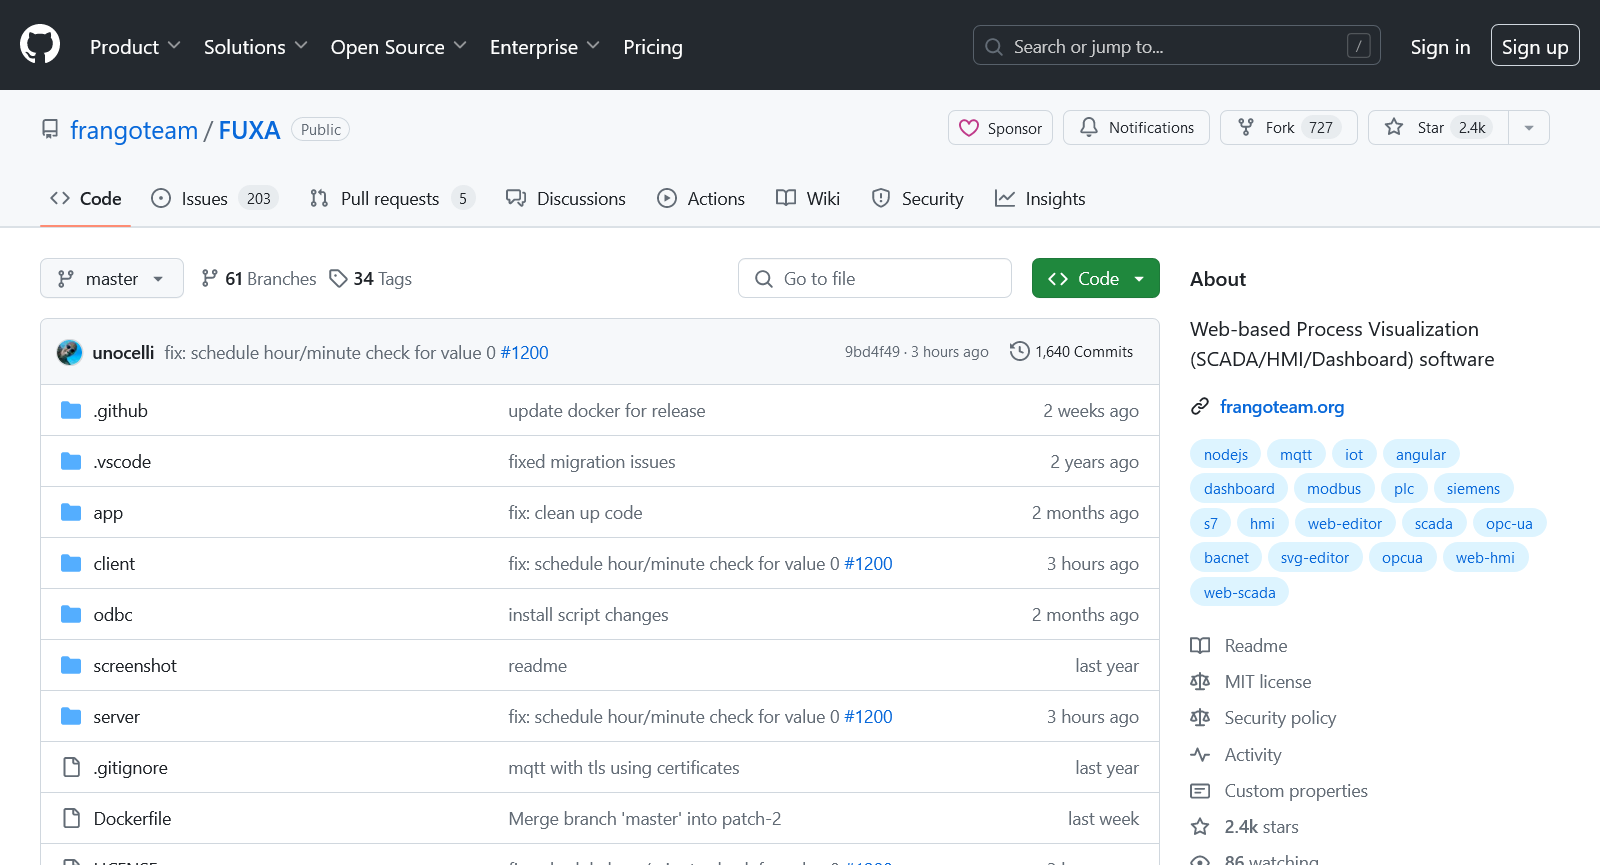 Product Solutions Open Source Enterprise Pricing Search or jump to... / Sign in Sign up
frangoteam / FUXA Public Sponsor Notifications Fork 727 Star 2.4k
Code Issues 203 Pull requests 5 Discussions Actions Wiki Security Insights
master 61 Branches 34 Tags Go to file Code
unocelli fix: schedule hour/minute check for value 0 #1200 9bd4f49 · 3 hours ago 1,640 Commits
.github update docker for release 2 weeks ago
.vscode fixed migration issues 2 years ago
app fix: clean up code 2 months ago
client fix: schedule hour/minute check for value 0 #1200 3 hours ago
odbc install script changes 2 months ago
screenshot readme last year
server fix: schedule hour/minute check for value 0 #1200 3 hours ago
.gitignore mqtt with tls using certificates last year
Dockerfile Merge branch 'master' into patch-2 last week
About
Web-based Process Visualization
(SCADA/HMI/Dashboard) software
frangoteam.org
nodejs mqtt iot angular
dashboard modbus plc siemens
s7 hmi web-editor scada opc-ua
bacnet svg-editor opcua web-hmi
web-scada
Readme
MIT license
Security policy
Activity
Custom properties
2.4k stars
86 watching